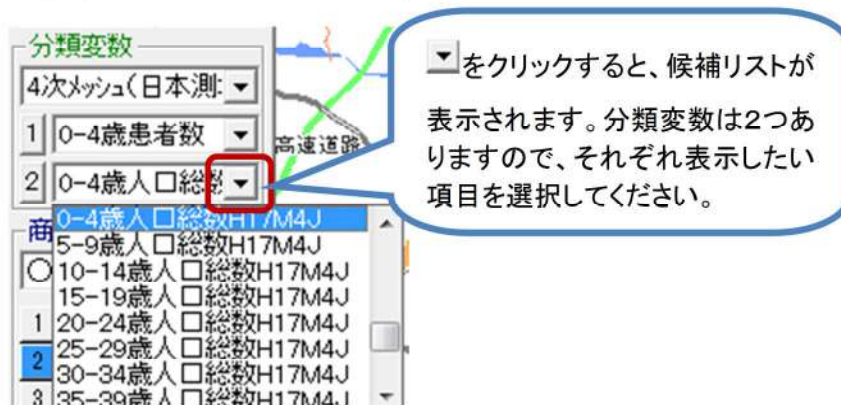 分類変数
4次メッシュ(日本測:
1 0-4歳患者数
2 0-4歳人口総数
高速道路
商
0-4歳人口総数H17M4J
5-9歳人口総数H17M4J
10-14歳人口総数H17M4J
15-19歳人口総数H17M4J
1 20-24歳人口総数H17M4J
2 25-29歳人口総数H17M4J
30-34歳人口総数H17M4J
3 35-39歳人口総数H17M4J
をクリックすると、候補リストが
表示されます。分類変数は2つあ
りますので、それぞれ表示したい
項目を選択してください。